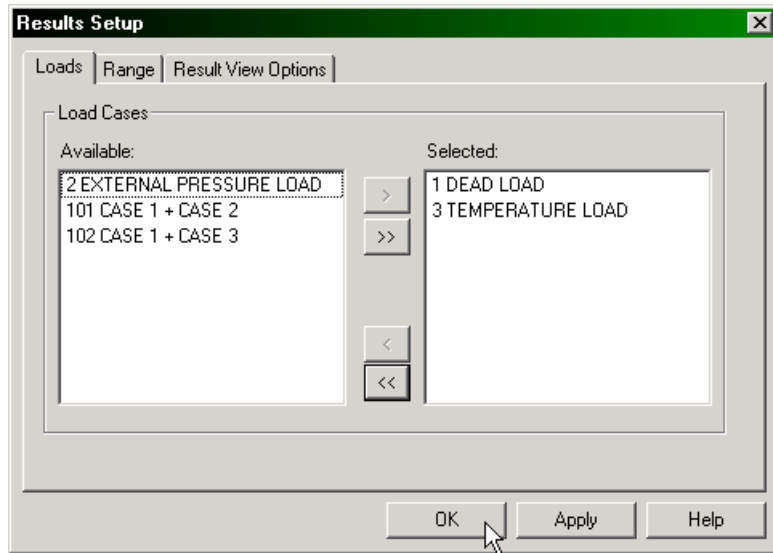 Results Setup
Loads Range Result View Options
Load Cases
Available: Selected:
2 EXTERNAL PRESSURE LOAD
101 CASE 1 + CASE 2
102 CASE 1 + CASE 3
>
>>
<
<<
1 DEAD LOAD
3 TEMPERATURE LOAD
OK Apply Help